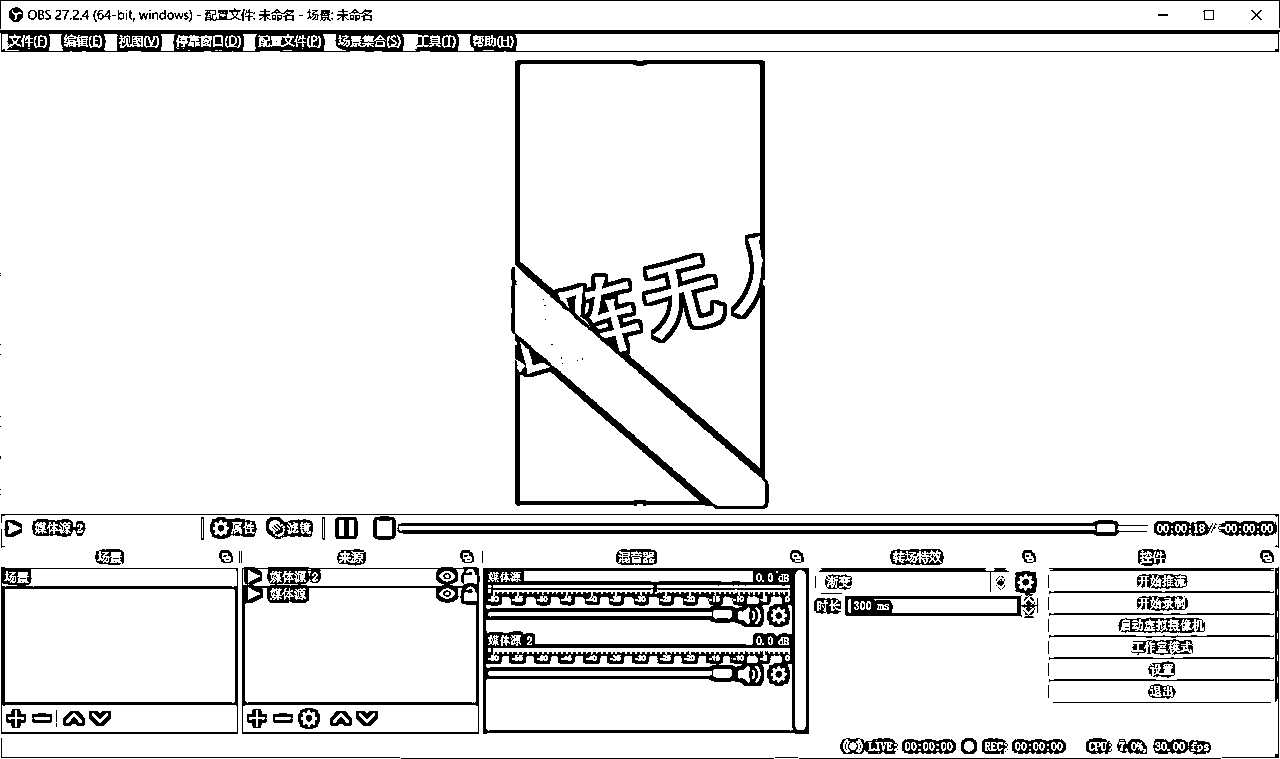 OBS 27.2.4 (64-bit, windows) - 配置文件: 未命名 - 场景: 未命名
文件(F) 编辑(E) 视图(V) 停靠窗口(D) 配置文件(P) 场景集合(S) 工具(T) 帮助(H)
阵无
媒体源 2 属性 滤镜 00:00:18 / -00:00:00
场景 来源 混音器 转场特效 控件
场景
媒体源 2
媒体源
媒体源 0.0 dB
媒体源 2 0.0 dB
渐变
时长 300 ms
开始推流
开始录制
启动虚拟摄像机
工作室模式
设置
退出
LIVE: 00:00:00 REC: 00:00:00 CPU: 7.0%, 30.00 fps